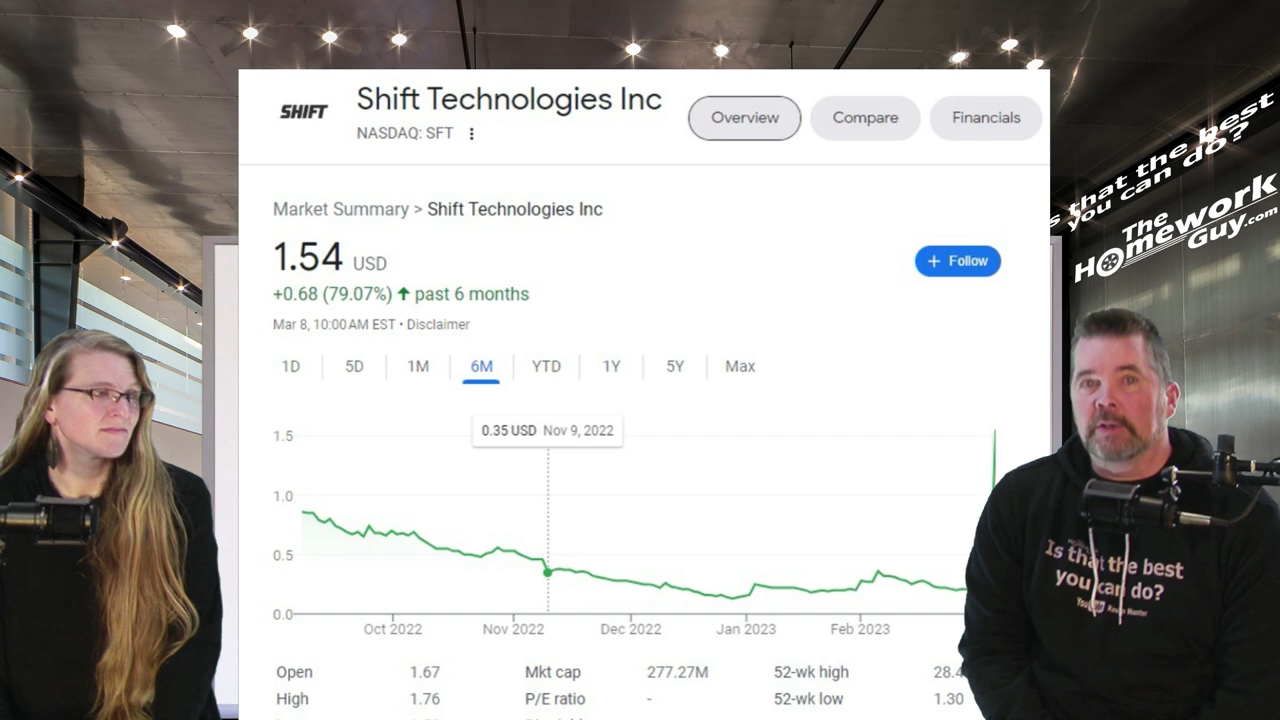 SHIFT
Shift Technologies Inc
NASDAQ: SFT
Overview
Compare
Financials
Market Summary > Shift Technologies Inc
1.54 USD
+ Follow
+0.68 (79.07%) ↑ past 6 months
Mar 8, 10:00 AM EST • Disclaimer
1D 5D 1M 6M YTD 1Y 5Y Max
0.35 USD Nov 9, 2022
1.5
1.0
0.5
0.0
Oct 2022 Nov 2022 Dec 2022 Jan 2023 Feb 2023
Open 1.67 Mkt cap 277.27M 52-wk high 28.4
High 1.76 P/E ratio - 52-wk low 1.30
s that the best
you can do?
The
Homework
Guy.com
Is that the best
you can do?
YouTube Kevin Hunter